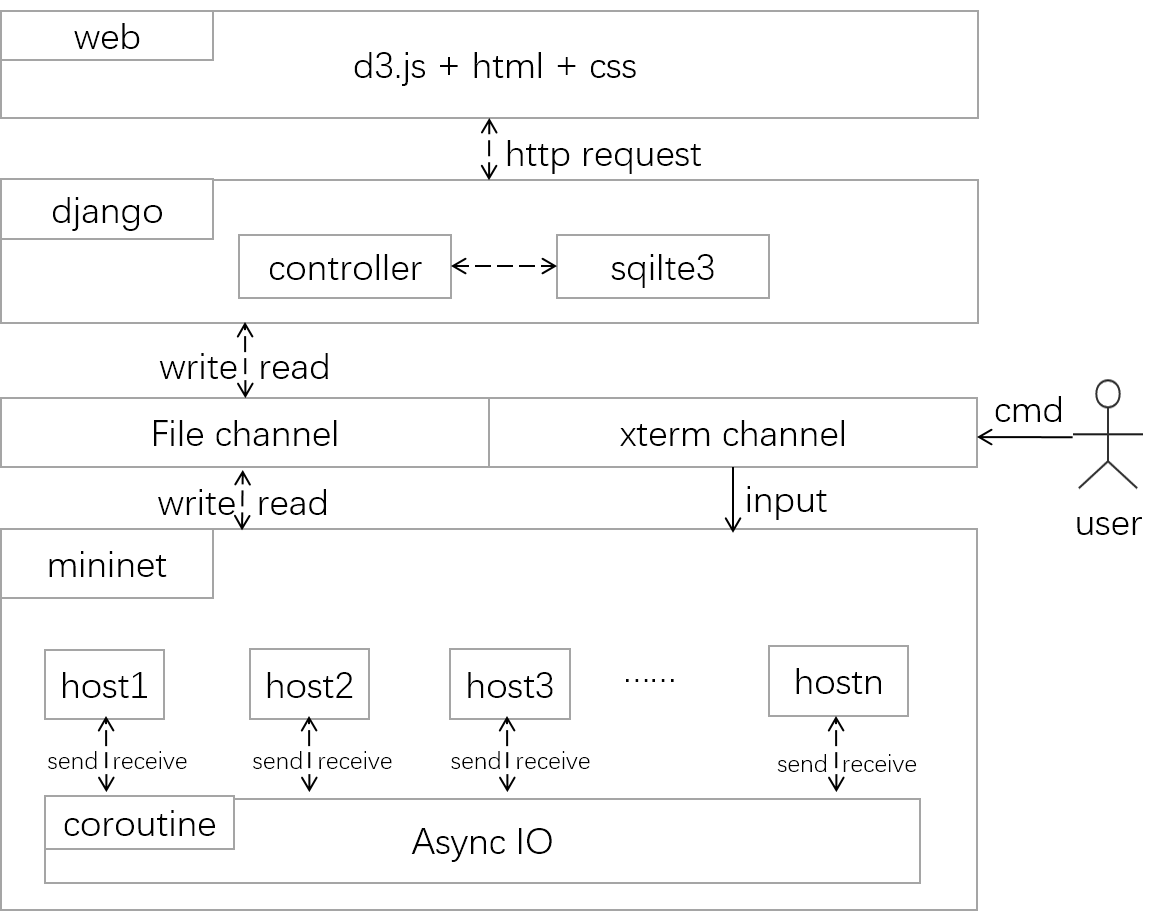 web
d3.js + html + css
http request
django
controller
sqilte3
write read
File channel
xterm channel
cmd
write read
input
user
mininet
host1
host2
host3
......
hostn
send receive
send receive
send receive
send receive
coroutine
Async IO